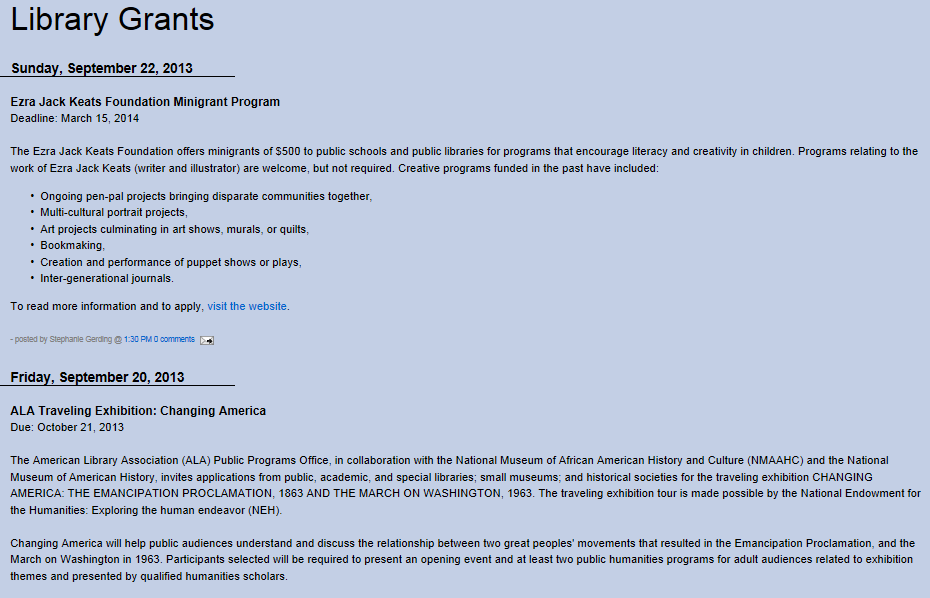 Library Grants
Sunday, September 22, 2013
Ezra Jack Keats Foundation Minigrant Program
Deadline: March 15, 2014
The Ezra Jack Keats Foundation offers minigrants of $500 to public schools and public libraries for programs that encourage literacy and creativity in children. Programs relating to the
work of Ezra Jack Keats (writer and illustrator) are welcome, but not required. Creative programs funded in the past have included:
• Ongoing pen-pal projects bringing disparate communities together,
• Multi-cultural portrait projects,
• Art projects culminating in art shows, murals, or quilts,
• Bookmaking,
• Creation and performance of puppet shows or plays,
• Inter-generational journals.
To read more information and to apply, visit the website.
- posted by Stephanie Gerding @ 1:30 PM 0 comments
Friday, September 20, 2013
ALA Traveling Exhibition: Changing America
Due: October 21, 2013
The American Library Association (ALA) Public Programs Office, in collaboration with the National Museum of African American History and Culture (NMAAHC) and the National
Museum of American History, invites applications from public, academic, and special libraries; small museums; and historical societies for the traveling exhibition CHANGING
AMERICA: THE EMANCIPATION PROCLAMATION, 1863 AND THE MARCH ON WASHINGTON, 1963. The traveling exhibition tour is made possible by the National Endowment for
the Humanities: Exploring the human endeavor (NEH).
Changing America will help public audiences understand and discuss the relationship between two great peoples' movements that resulted in the Emancipation Proclamation, and the
March on Washington in 1963. Participants selected will be required to present an opening event and at least two public humanities programs for adult audiences related to exhibition
themes and presented by qualified humanities scholars.